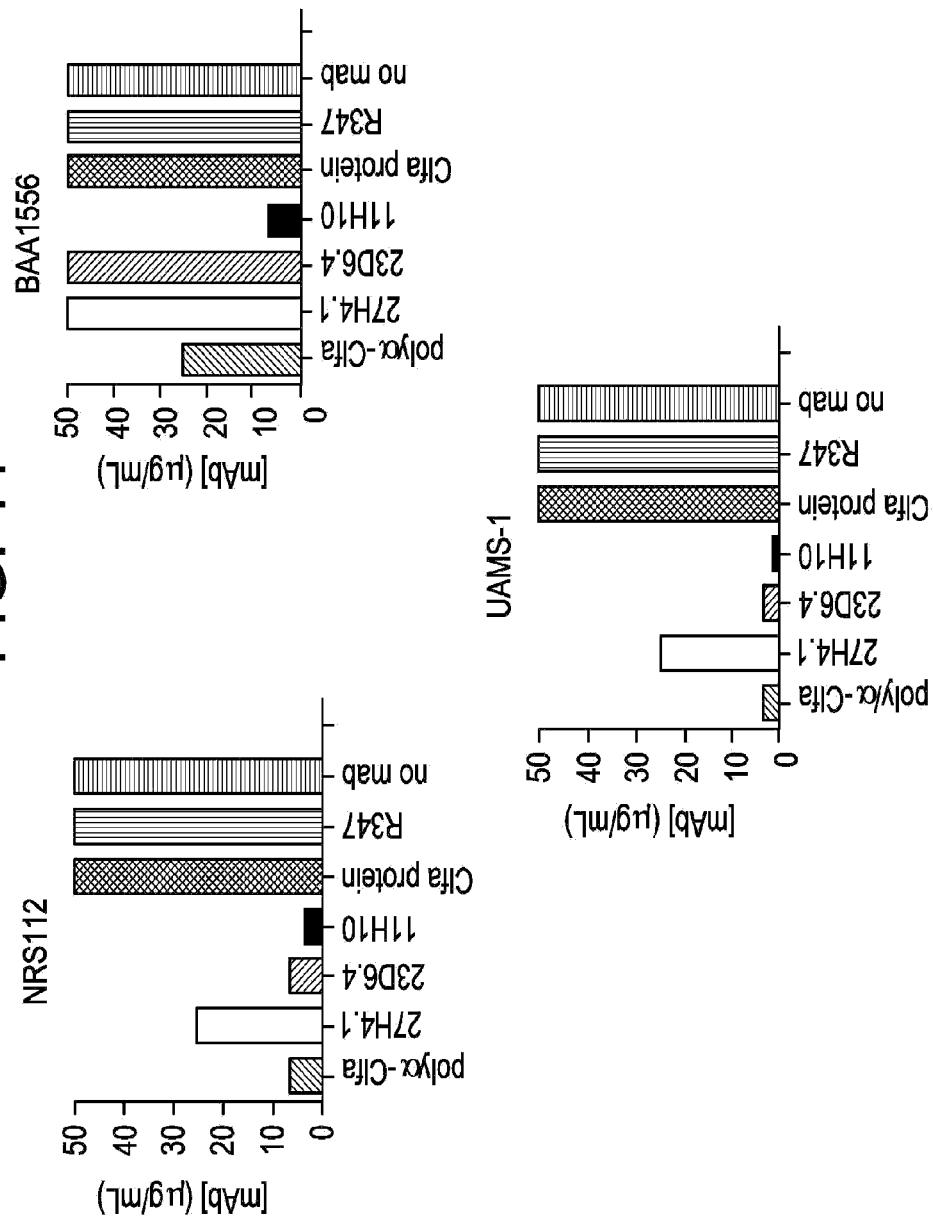 NRS112
[mAb] (µg/mL)
50
40
30
20
10
0
polyα-Clfa
27H4.1
23D6.4
11H10
Clfa protein
R347
no mab
BAA1556
[mAb] (µg/mL)
50
40
30
20
10
0
polyα-Clfa
27H4.1
23D6.4
11H10
Clfa protein
R347
no mab
UAMS-1
[mAb] (µg/mL)
50
40
30
20
10
0
poly/α-Clfa
27H4.1
23D6.4
11H10
Clfa protein
R347
no mab